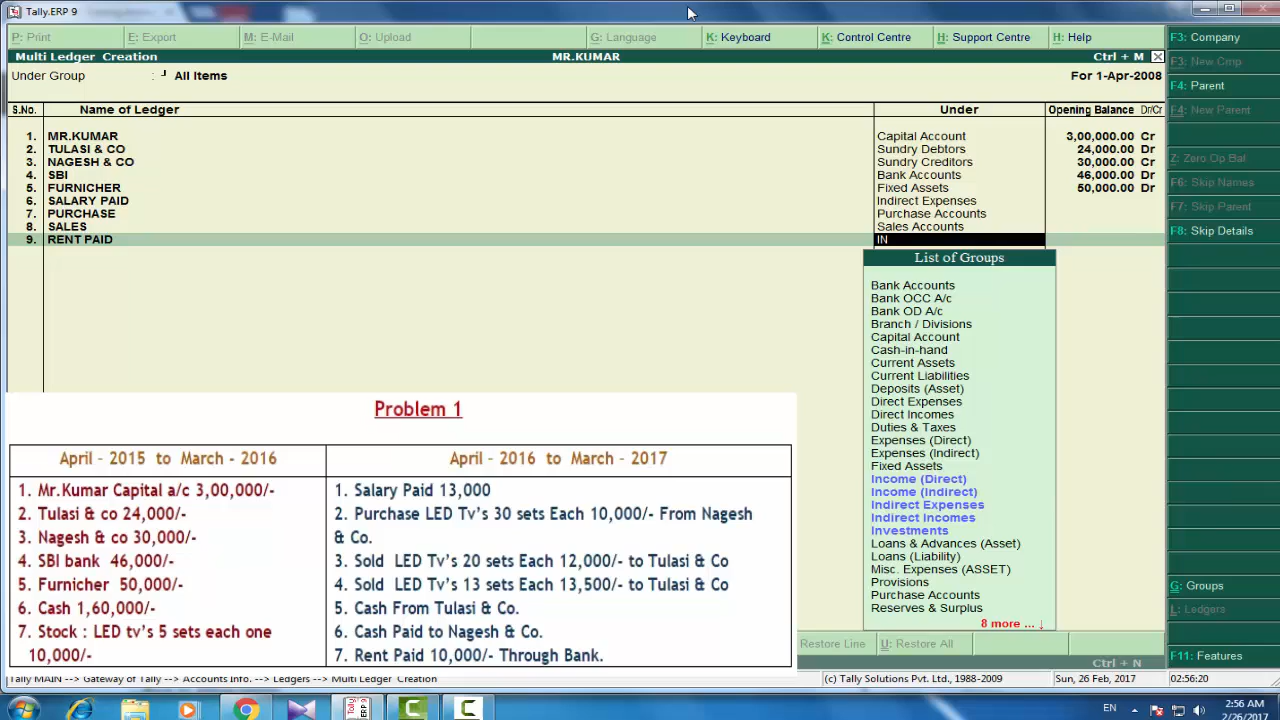 Tally.ERP 9
P: Print E: Export M: E-Mail O: Upload G: Language K: Keyboard K: Control Centre H: Support Centre H: Help
Multi Ledger Creation MR.KUMAR Ctrl + M
Under Group : All Items For 1-Apr-2008
S.No. Name of Ledger Under Opening Balance Dr/Cr
1. MR.KUMAR Capital Account 3,00,000.00 Cr
2. TULASI & CO Sundry Debtors 24,000.00 Dr
3. NAGESH & CO Sundry Creditors 30,000.00 Cr
4. SBI Bank Accounts 46,000.00 Dr
5. FURNICHER Fixed Assets 50,000.00 Dr
6. SALARY PAID Indirect Expenses
7. PURCHASE Purchase Accounts
8. SALES Sales Accounts
9. RENT PAID IN
List of Groups
Bank Accounts
Bank OCC A/c
Bank OD A/c
Branch / Divisions
Capital Account
Cash-in-hand
Current Assets
Current Liabilities
Deposits (Asset)
Direct Expenses
Direct Incomes
Duties & Taxes
Expenses (Direct)
Expenses (Indirect)
Fixed Assets
Income (Direct)
Income (Indirect)
Indirect Expenses
Indirect Incomes
Investments
Loans & Advances (Asset)
Loans (Liability)
Misc. Expenses (ASSET)
Provisions
Purchase Accounts
Reserves & Surplus
8 more ... ↓
F3: Company
F3: New Cmp
F4: Parent
F4: New Parent
Z: Zero Op Bal
F6: Skip Names
F7: Skip Parent
F8: Skip Details
G: Groups
L: Ledgers
F11: Features
Problem 1
April - 2015 to March - 2016
1. Mr.Kumar Capital a/c 3,00,000/-
2. Tulasi & co 24,000/-
3. Nagesh & co 30,000/-
4. SBI bank 46,000/-
5. Furnicher 50,000/-
6. Cash 1,60,000/-
7. Stock : LED tv's 5 sets each one
10,000/-
April - 2016 to March - 2017
1. Salary Paid 13,000
2. Purchase LED Tv's 30 sets Each 10,000/- From Nagesh
& Co.
3. Sold LED Tv's 20 sets Each 12,000/- to Tulasi & Co
4. Sold LED Tv's 13 sets Each 13,500/- to Tulasi & Co
5. Cash From Tulasi & Co.
6. Cash Paid to Nagesh & Co.
7. Rent Paid 10,000/- Through Bank.
Restore Line U: Restore All
Ctrl + N
Tally MAIN --> Gateway of Tally --> Accounts Info. --> Ledgers --> Multi Ledger Creation (c) Tally Solutions Pvt. Ltd., 1988-2009 Sun, 26 Feb, 2017 02:56:20
EN 2:56 AM
2/26/2017